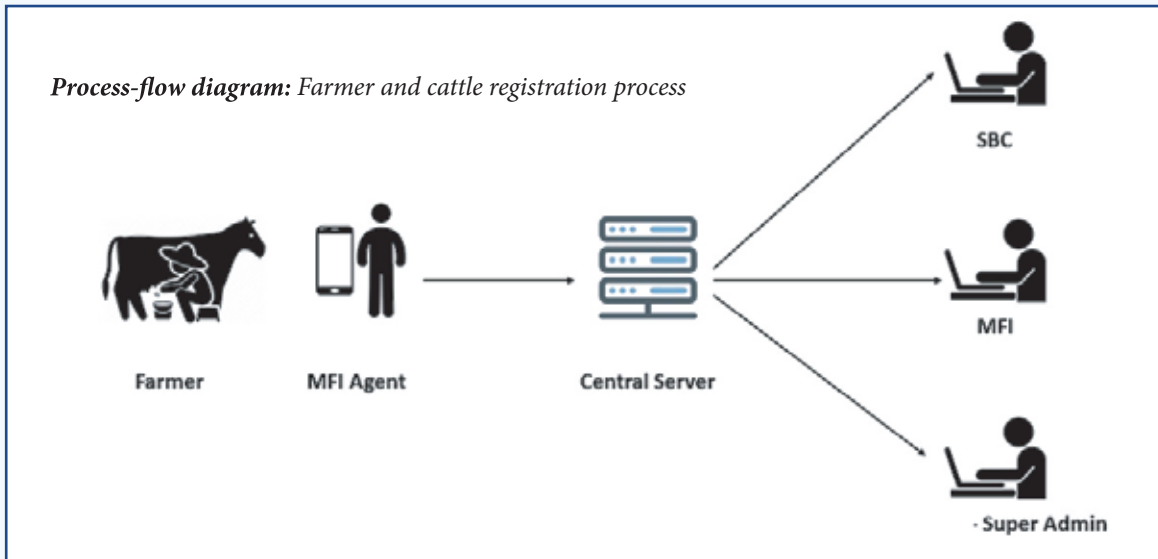 Process-flow diagram: Farmer and cattle registration process
SBC
MFI
Farmer
MFI Agent
Central Server
- Super Admin